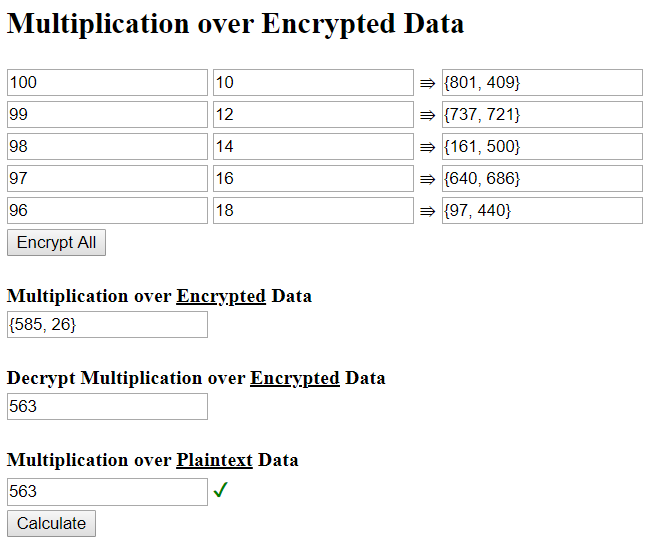 Multiplication over Encrypted Data
100 10 ⇛ {801, 409}
99 12 ⇛ {737, 721}
98 14 ⇛ {161, 500}
97 16 ⇛ {640, 686}
96 18 ⇛ {97, 440}
Encrypt All
Multiplication over Encrypted Data
{585, 26}
Decrypt Multiplication over Encrypted Data
563
Multiplication over Plaintext Data
563 ✓
Calculate